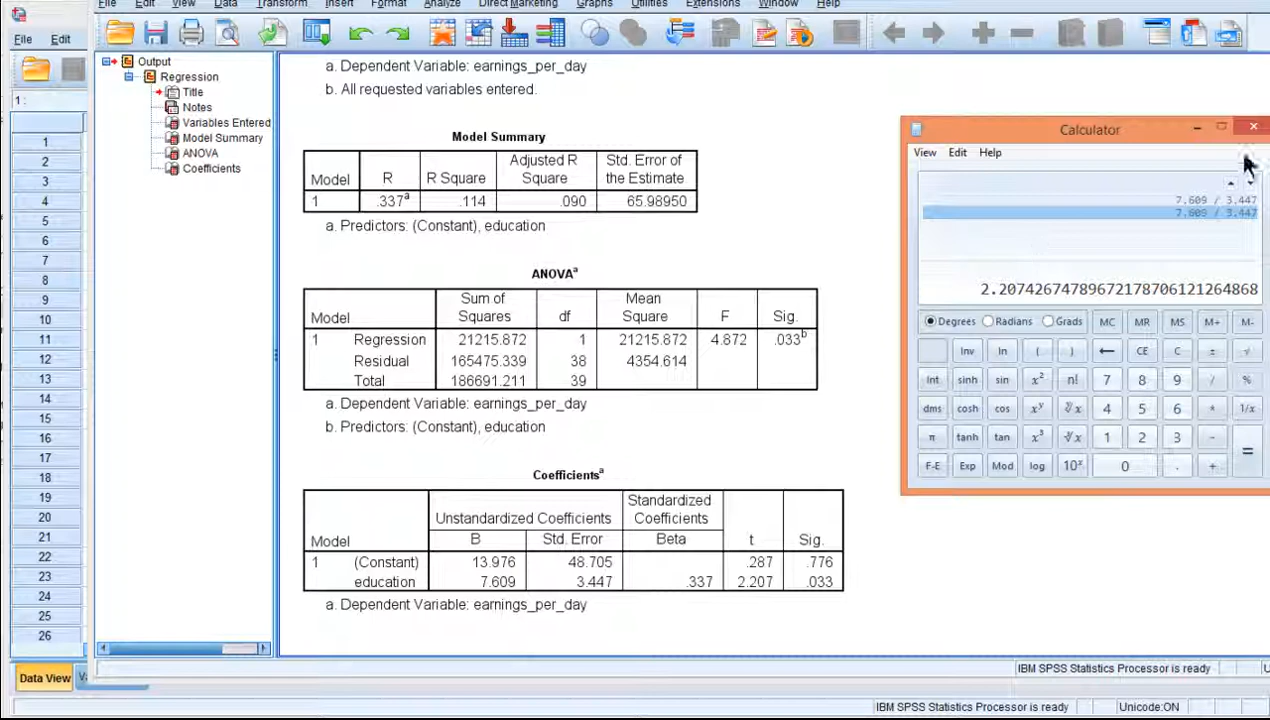 File Edit View Data Transform Insert Format Analyze Direct Marketing Graphs Utilities Extensions Window Help
File Edit
1 :
1
2
3
4
5
6
7
8
9
10
11
12
13
14
15
16
17
18
19
20
21
22
23
24
25
26
Data View
Output
Regression
Title
Notes
Variables Entered
Model Summary
ANOVA
Coefficients
a. Dependent Variable: earnings_per_day
b. All requested variables entered.
Model Summary
Model R R Square Adjusted R Square Std. Error of the Estimate
1 .337a .114 .090 65.98950
a. Predictors: (Constant), education
ANOVAa
Model Sum of Squares df Mean Square F Sig.
1 Regression 21215.872 1 21215.872 4.872 .033b
Residual 165475.339 38 4354.614
Total 186691.211 39
a. Dependent Variable: earnings_per_day
b. Predictors: (Constant), education
Coefficientsa
Unstandardized Coefficients Standardized Coefficients
Model B Std. Error Beta t Sig.
1 (Constant) 13.976 48.705 .287 .776
education 7.609 3.447 .337 2.207 .033
a. Dependent Variable: earnings_per_day
Calculator
View Edit Help
7.609 / 3.447
7.609 / 3.447
2.2074267478967217870612126​4868
Degrees Radians Grads MC MR MS M+ M-
Inv ln ( ) ← CE C ± √
Int sinh sin x² n! 7 8 9 / %
dms cosh cos xʸ ʸ√x 4 5 6 * 1/x
π tanh tan x³ ³√x 1 2 3 - =
F-E Exp Mod log 10ˣ 0 . +
IBM SPSS Statistics Processor is ready
IBM SPSS Statistics Processor is ready Unicode:ON